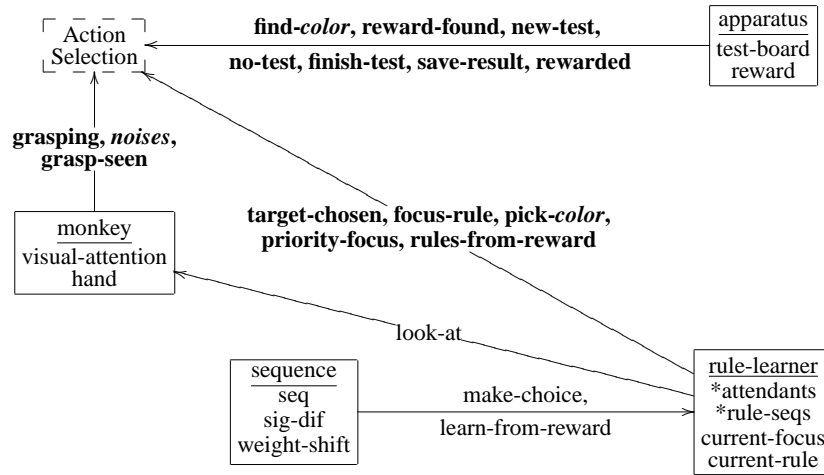 Action
Selection
find-color, reward-found, new-test,
no-test, finish-test, save-result, rewarded
apparatus
test-board
reward
grasping, noises,
grasp-seen
monkey
visual-attention
hand
target-chosen, focus-rule, pick-color,
priority-focus, rules-from-reward
look-at
sequence
seq
sig-dif
weight-shift
make-choice,
learn-from-reward
rule-learner
*attendants
*rule-seqs
current-focus
current-rule